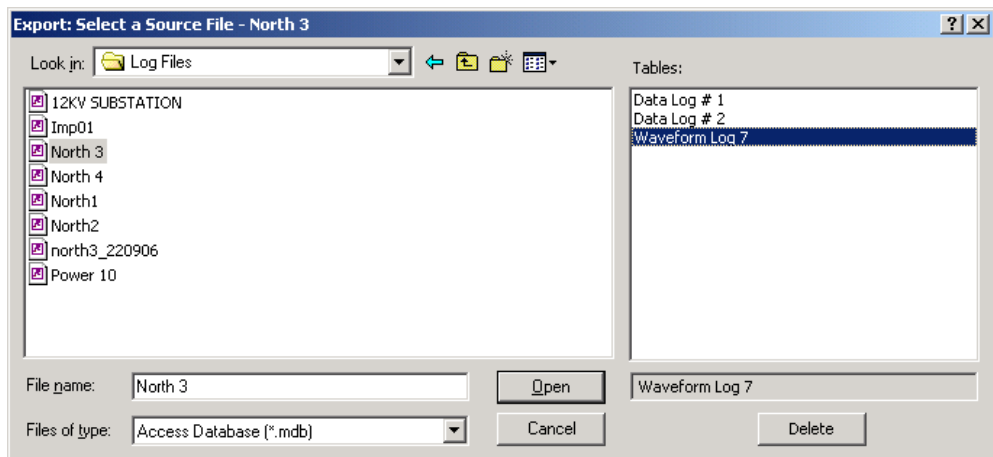 Export: Select a Source File - North 3
Look in: Log Files
Tables:
12KV SUBSTATION
Imp01
North 3
North 4
North1
North2
north3_220906
Power 10
Data Log # 1
Data Log # 2
Waveform Log 7
File name: North 3
Open
Waveform Log 7
Files of type: Access Database (*.mdb)
Cancel
Delete